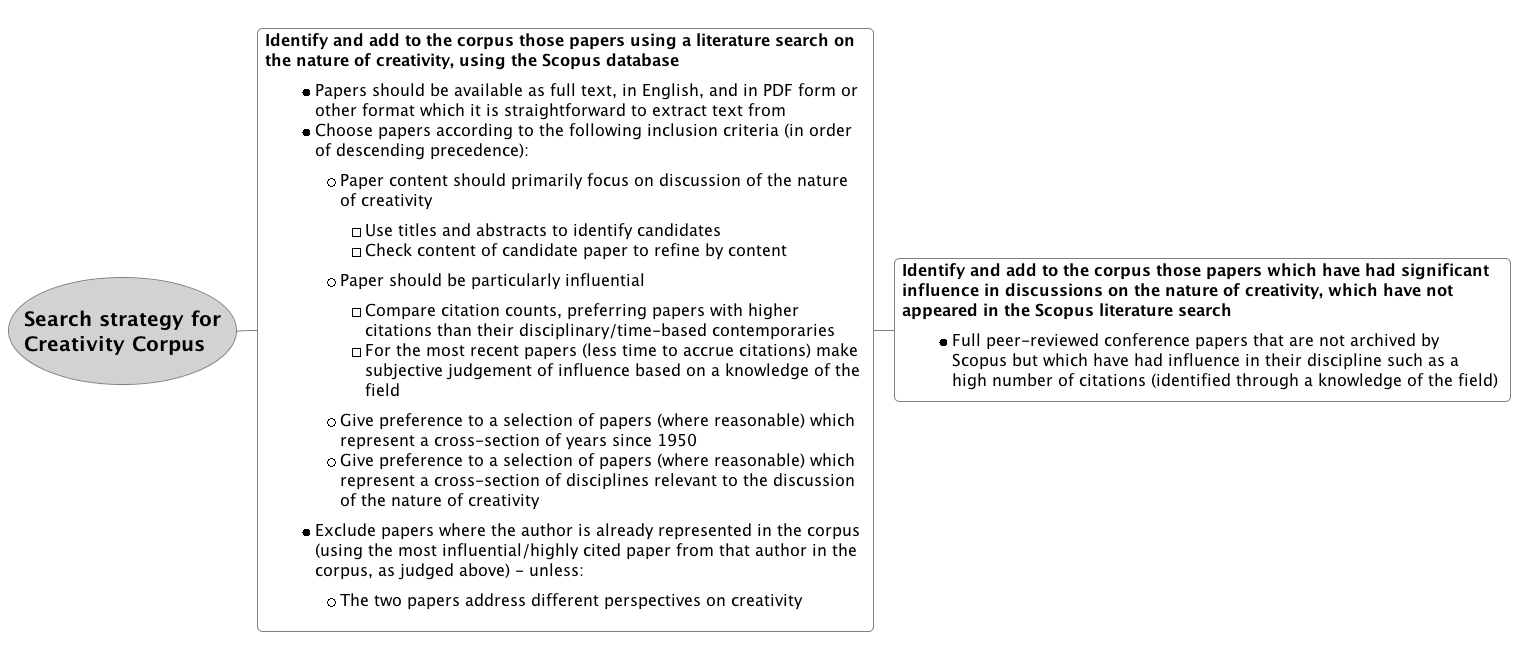 Search strategy for
Creativity Corpus
Identify and add to the corpus those papers using a literature search on
the nature of creativity, using the Scopus database
Papers should be available as full text, in English, and in PDF form or
other format which it is straightforward to extract text from
Choose papers according to the following inclusion criteria (in order
of descending precedence):
Paper content should primarily focus on discussion of the nature
of creativity
Use titles and abstracts to identify candidates
Check content of candidate paper to refine by content
Paper should be particularly influential
Compare citation counts, preferring papers with higher
citations than their disciplinary/time-based contemporaries
For the most recent papers (less time to accrue citations) make
subjective judgement of influence based on a knowledge of the
field
Give preference to a selection of papers (where reasonable) which
represent a cross-section of years since 1950
Give preference to a selection of papers (where reasonable) which
represent a cross-section of disciplines relevant to the discussion
of the nature of creativity
Exclude papers where the author is already represented in the corpus
(using the most influential/highly cited paper from that author in the
corpus, as judged above) - unless:
The two papers address different perspectives on creativity
Identify and add to the corpus those papers which have had significant
influence in discussions on the nature of creativity, which have not
appeared in the Scopus literature search
Full peer-reviewed conference papers that are not archived by
Scopus but which have had influence in their discipline such as a
high number of citations (identified through a knowledge of the field)